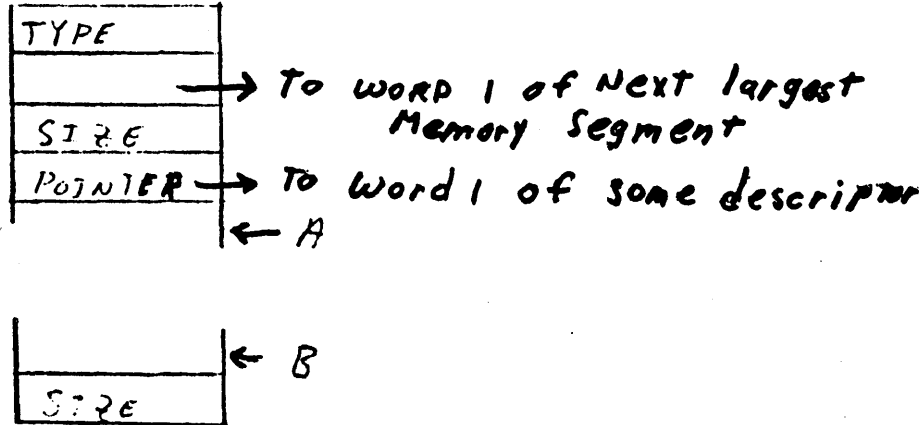 TYPE
→ To WORD 1 of Next largest
Memory Segment
SIZE
POINTER → To Word 1 of some descriptor
← A
← B
SIZE